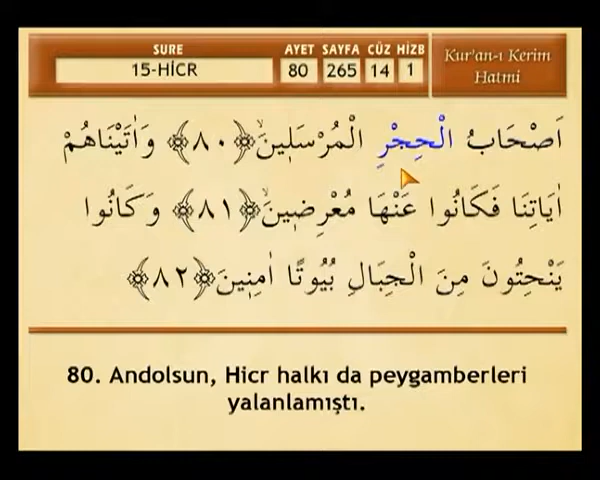 SURE AYET SAYFA CÜZ HİZB
15-HİCR 80 265 14 1
Kur'an-ı Kerim
Hatmi
اَصْحَابُ الْحِجْرِ الْمُرْسَل۪ينَۙ ﴿٨٠﴾ وَاٰتَيْنَاهُمْ
اٰيَاتِنَا فَكَانُوا عَنْهَا مُعْرِض۪ينَۙ ﴿٨١﴾ وَكَانُوا
يَنْحِتُونَ مِنَ الْجِبَالِ بُيُوتًا اٰمِن۪ينَ ﴿٨٢﴾
80. Andolsun, Hicr halkı da peygamberleri
yalanlamıştı.